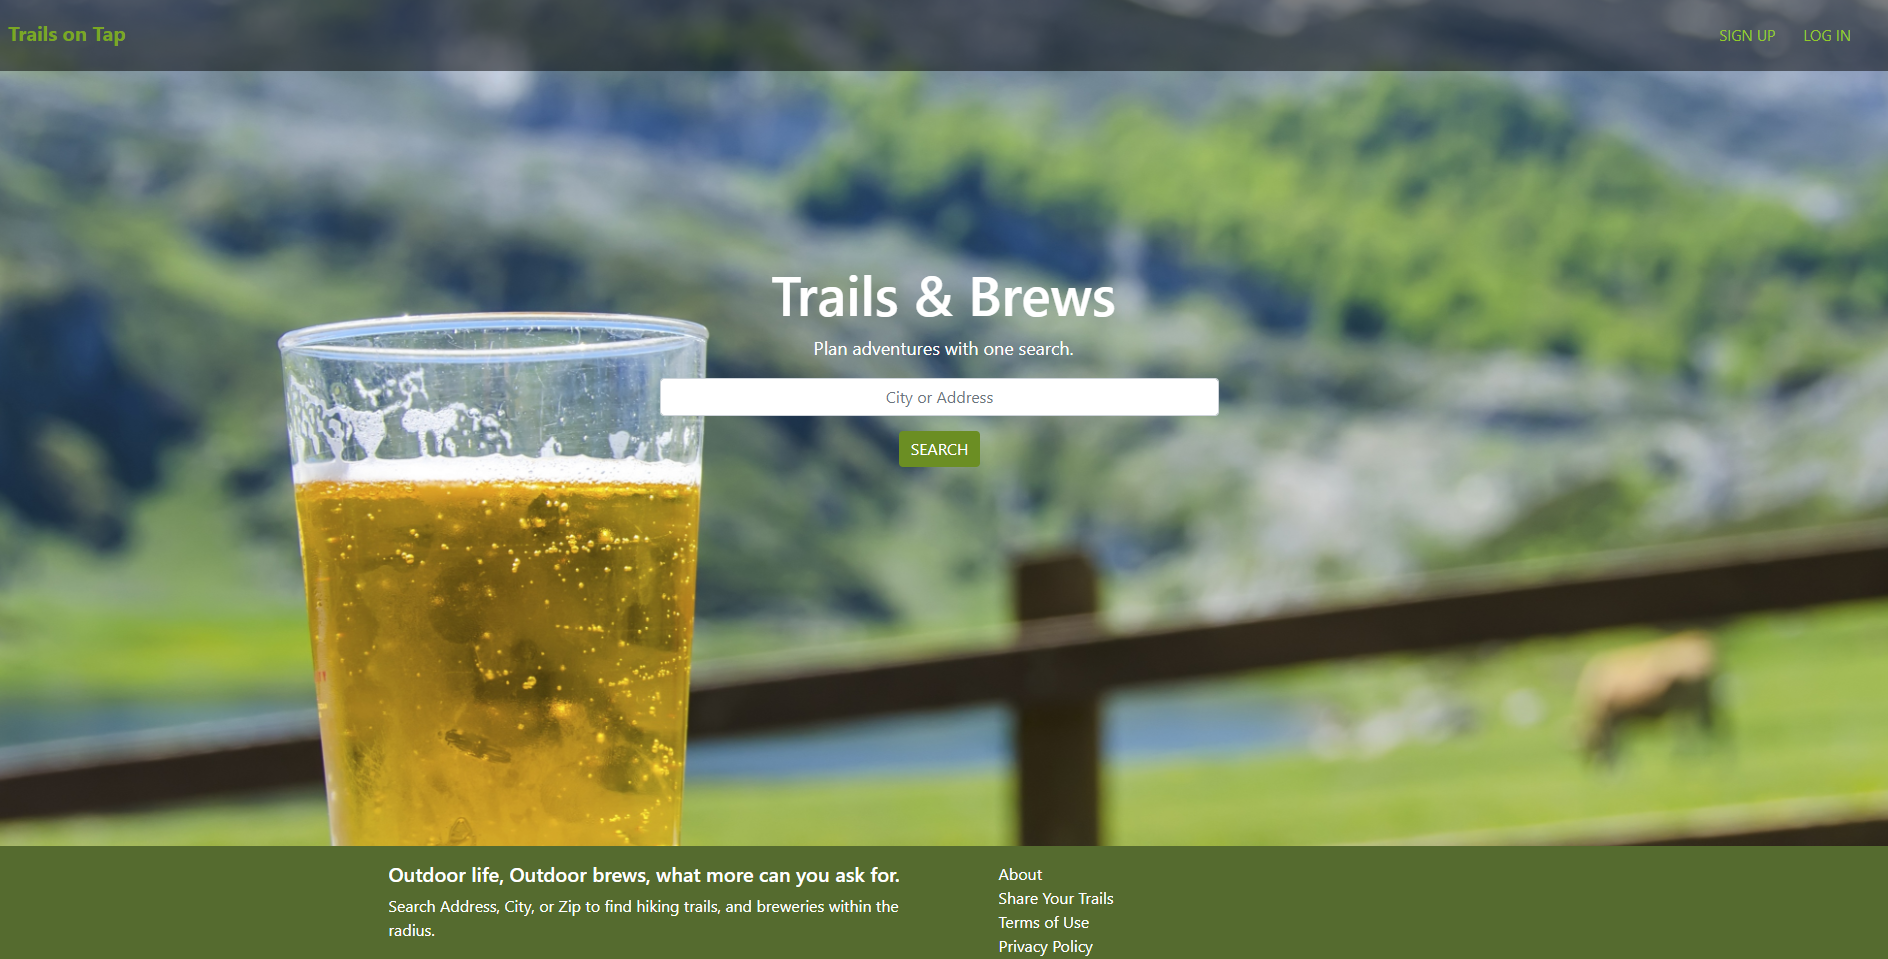 Trails on Tap
SIGN UP
LOG IN
Trails & Brews
Plan adventures with one search.
City or Address
SEARCH
Outdoor life, Outdoor brews, what more can you ask for.
Search Address, City, or Zip to find hiking trails, and breweries within the
radius.
About
Share Your Trails
Terms of Use
Privacy Policy